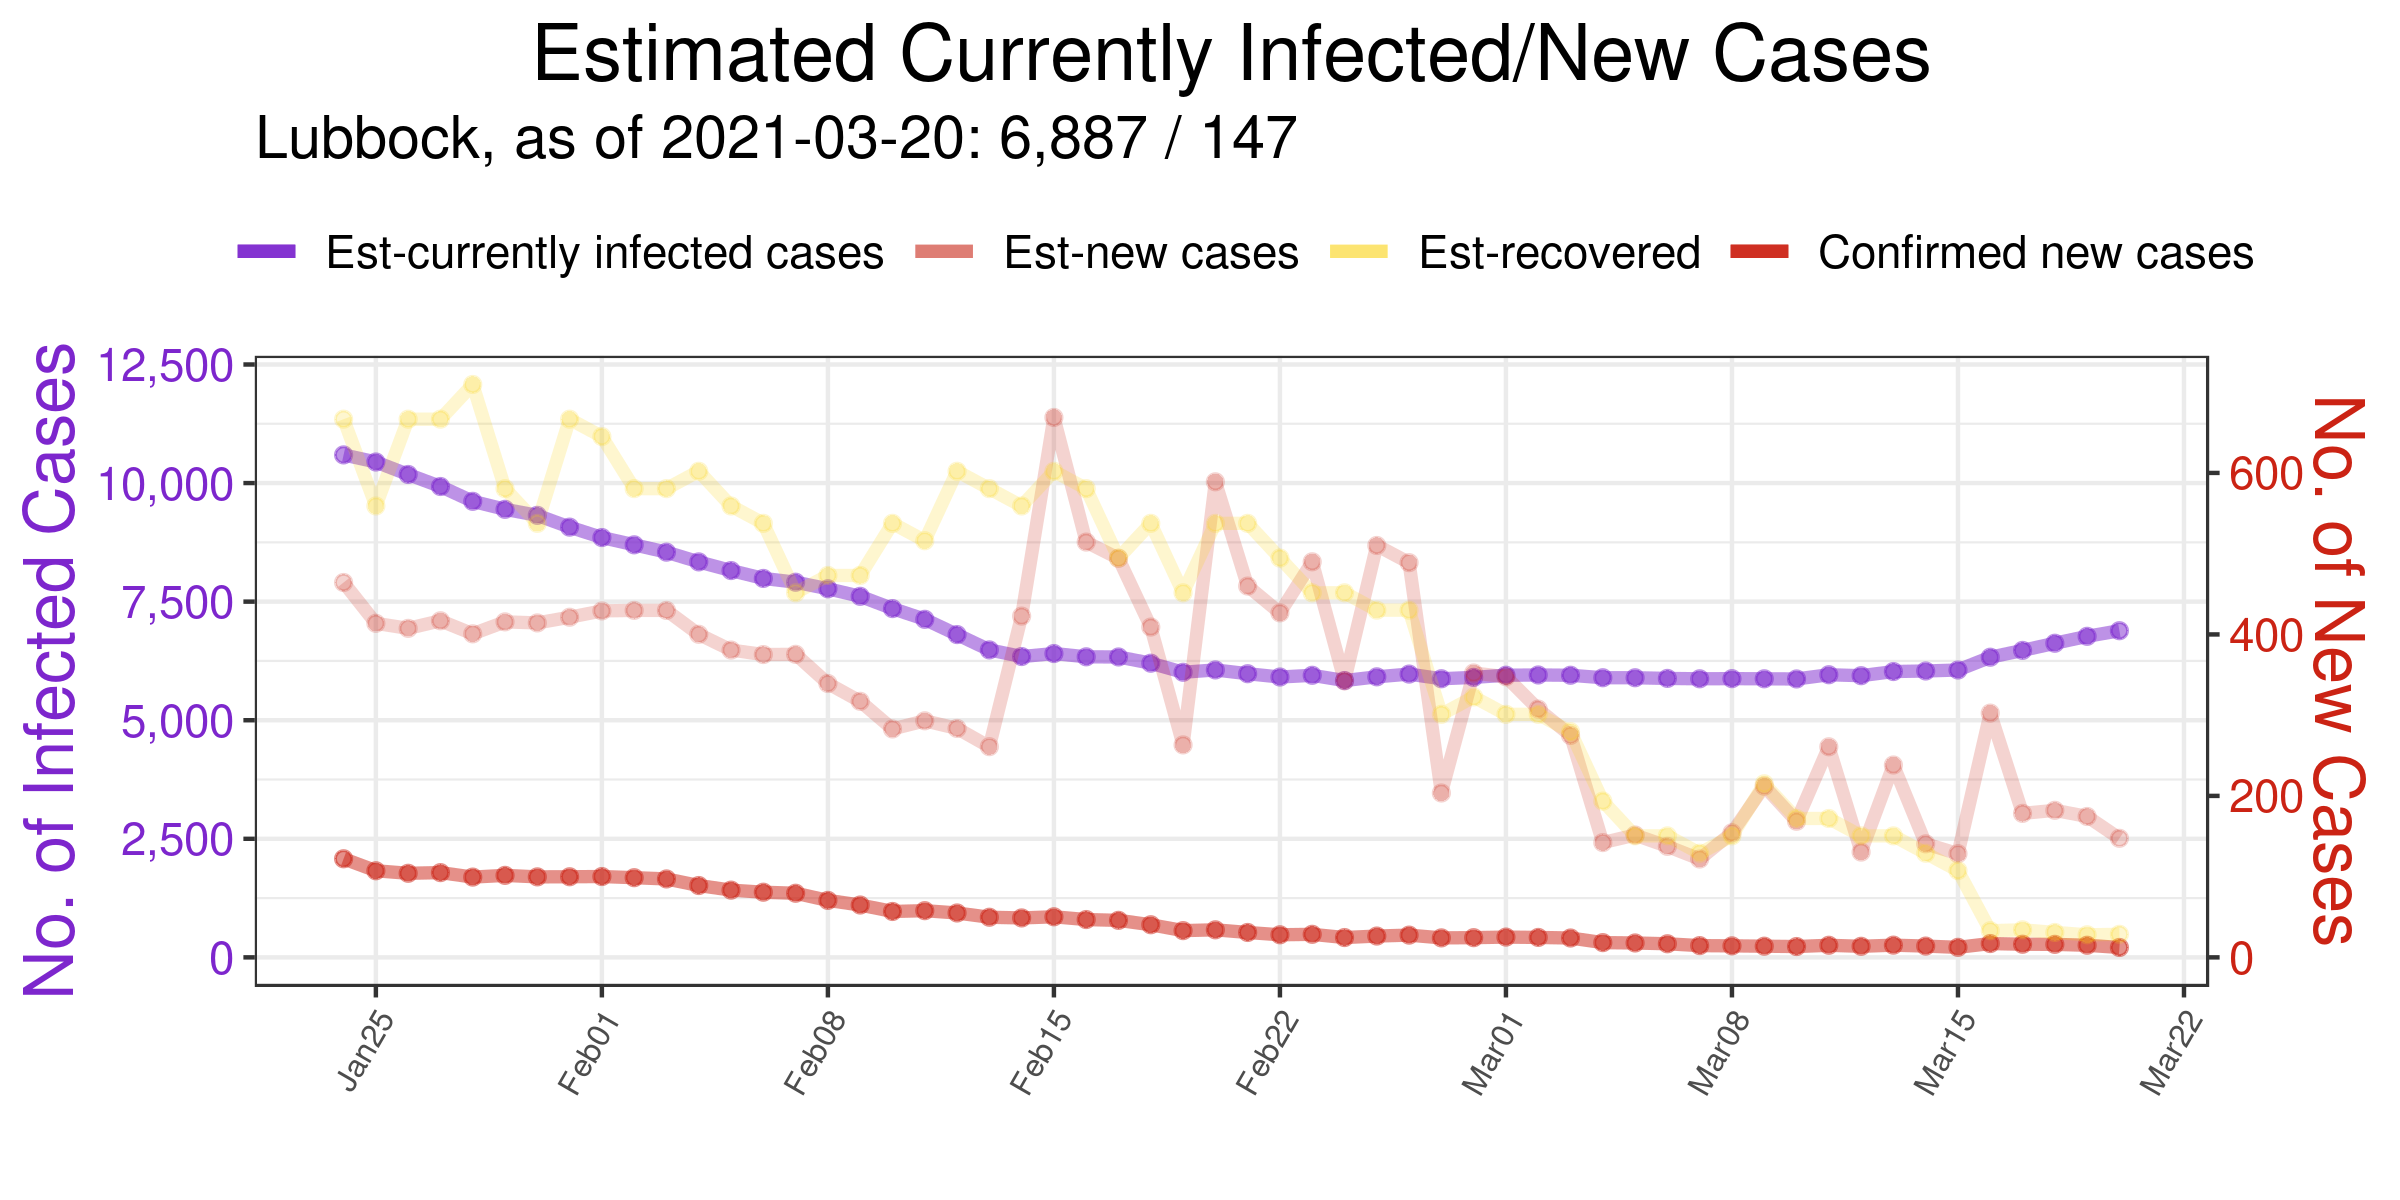 Estimated Currently Infected/New Cases
Lubbock, as of 2021-03-20: 6,887 / 147
Est-currently infected cases Est-new cases Est-recovered Confirmed new cases
No. of Infected Cases
12,500
10,000
7,500
5,000
2,500
0
600
400
200
0
No. of New Cases
Jan25 Feb01 Feb08 Feb15 Feb22 Mar01 Mar08 Mar15 Mar22